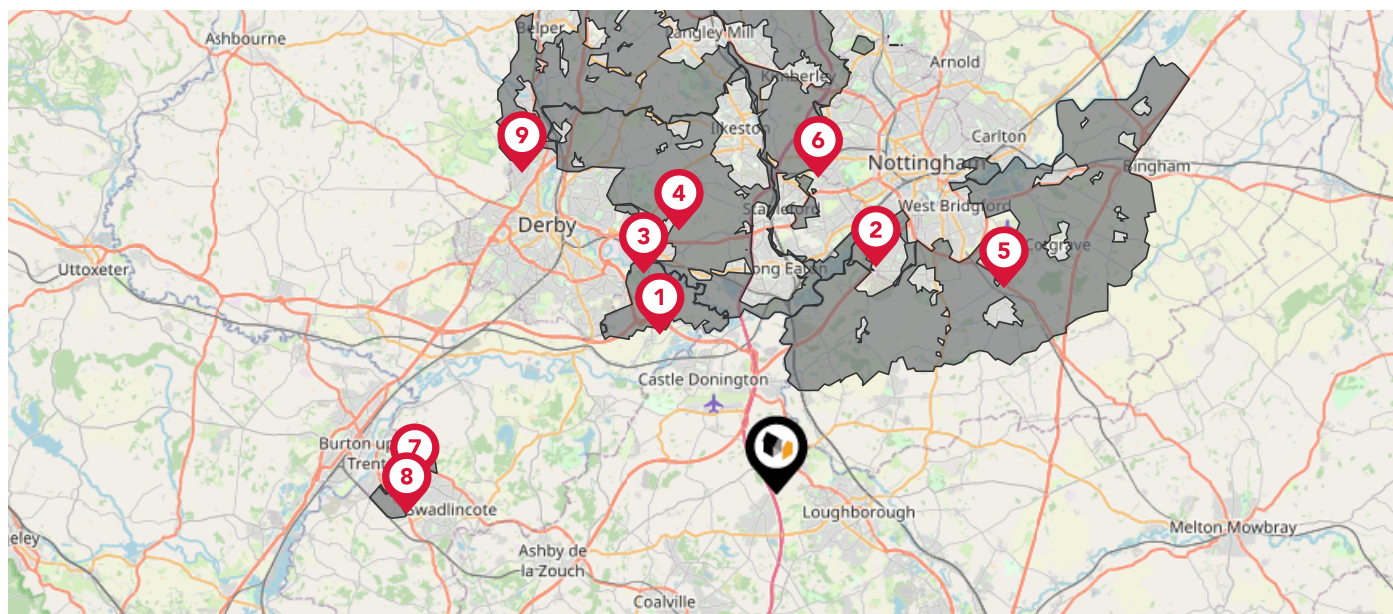 Belper
Langley Mill
Ashbourne
Arnold
Kimberley
Ilkeston
9
6
Carlton
Nottingham
Bingham
4
Stapleford
West Bridgford
Derby
3
2
5
Cotgrave
Uttoxeter
Long Eaton
1
Castle Donington
Burton upon
Trent
7
8
Swadlincote
Loughborough
Melton Mowbray
eley
Ashby de
la Zouch
Coalville